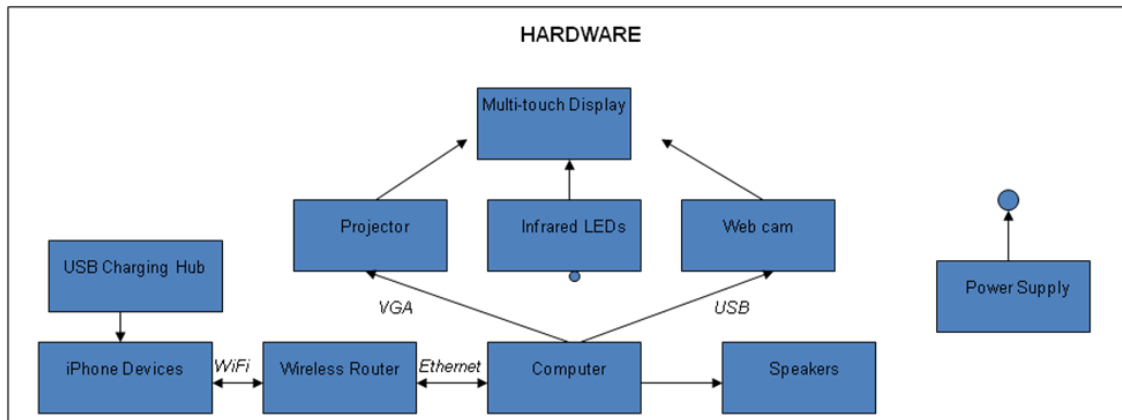 HARDWARE
Multi-touch Display
Projector
Infrared LEDs
Web cam
USB Charging Hub
Power Supply
VGA
USB
iPhone Devices
WiFi
Wireless Router
Ethernet
Computer
Speakers